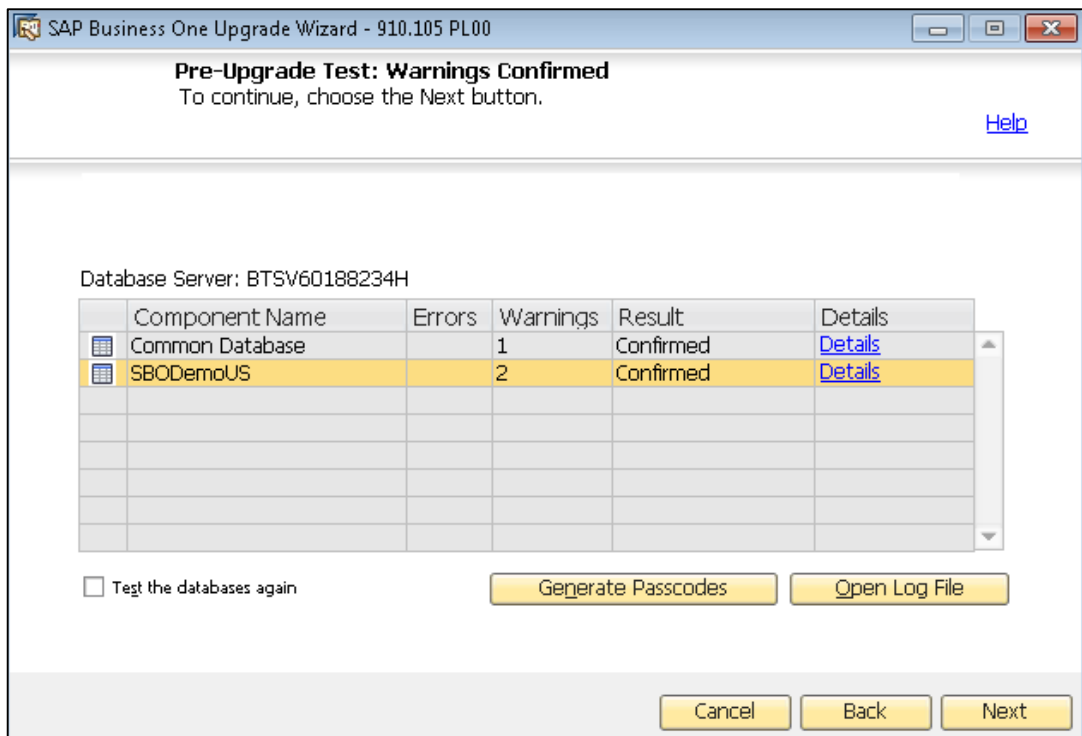 SAP Business One Upgrade Wizard - 910.105 PL00
Pre-Upgrade Test: Warnings Confirmed
To continue, choose the Next button.
Help
Database Server: BTSV60188234H
Component Name Errors Warnings Result Details
Common Database 1 Confirmed Details
SBODemoUS 2 Confirmed Details
Test the databases again Generate Passcodes Open Log File
Cancel Back Next